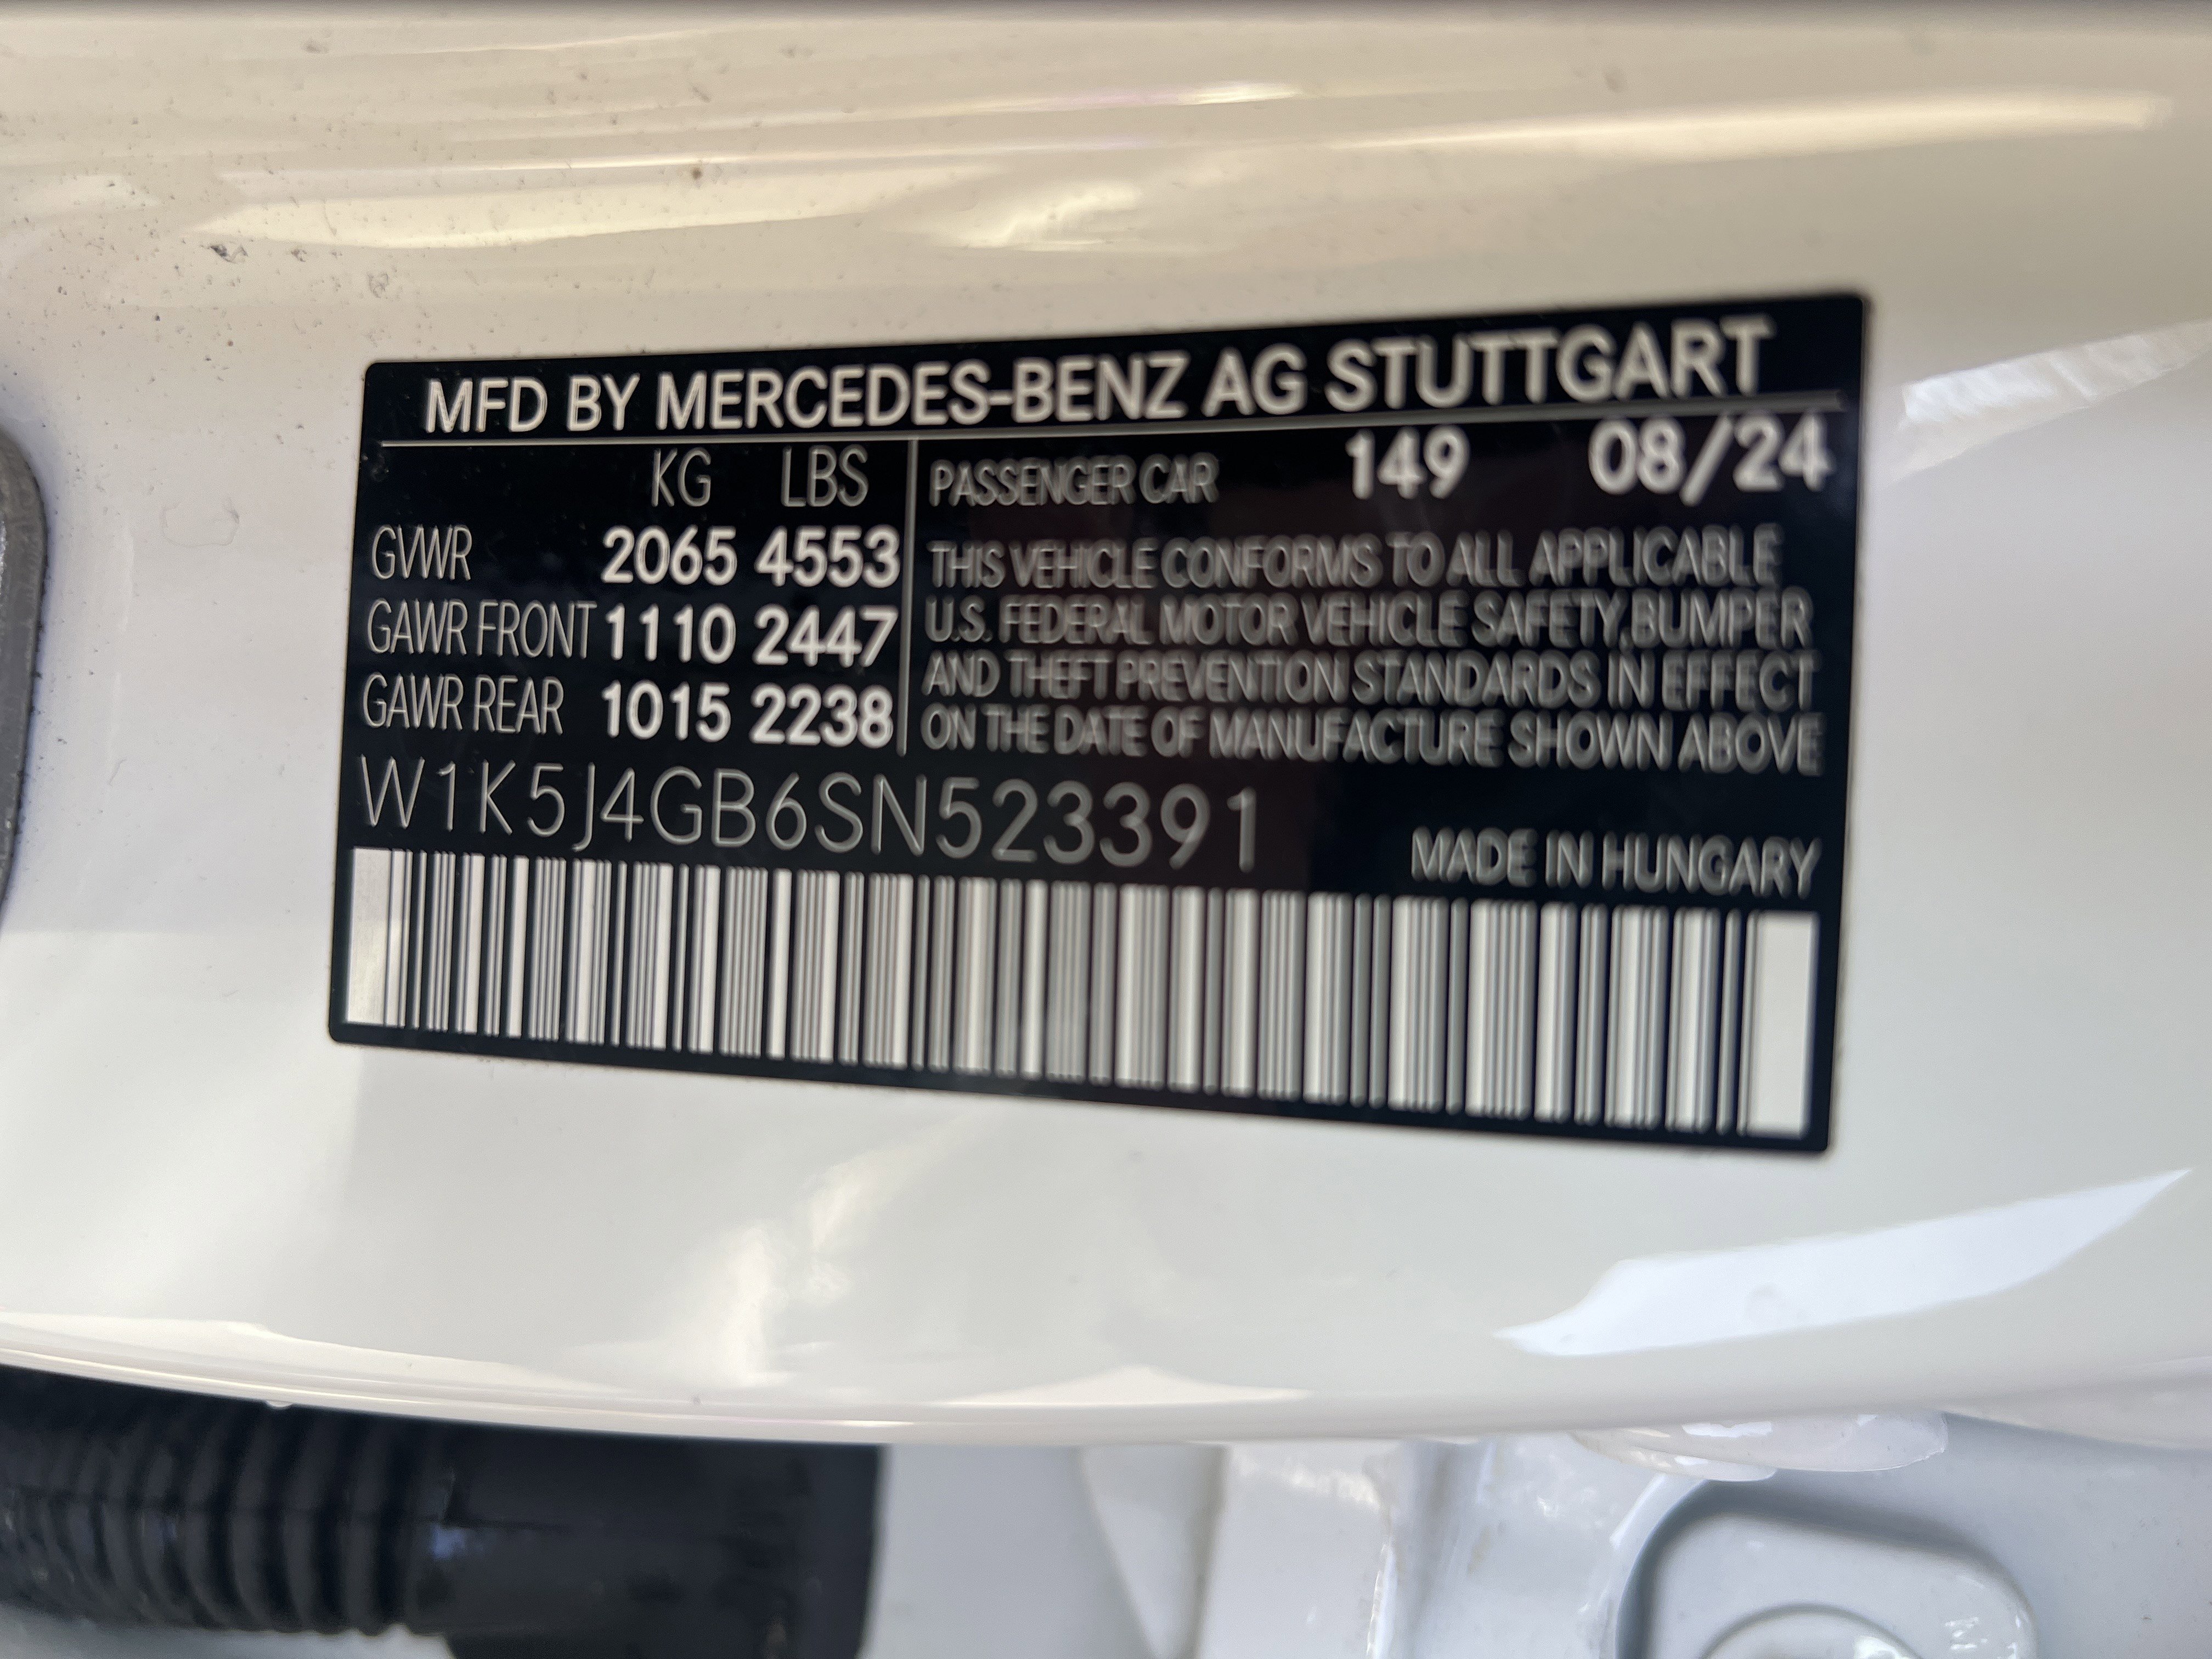 MFD BY MERCEDES-BENZ AG STUTTGART
KG LBS
GVWR 2065 4553
GAWR FRONT 1110 2447
GAWR REAR 1015 2238
PASSENGER CAR 149 08/24
THIS VEHICLE CONFORMS TO ALL APPLICABLE
U.S. FEDERAL MOTOR VEHICLE SAFETY,BUMPER
AND THEFT PREVENTION STANDARDS IN EFFECT
ON THE DATE OF MANUFACTURE SHOWN ABOVE
W1K5J4GB6SN523391
MADE IN HUNGARY